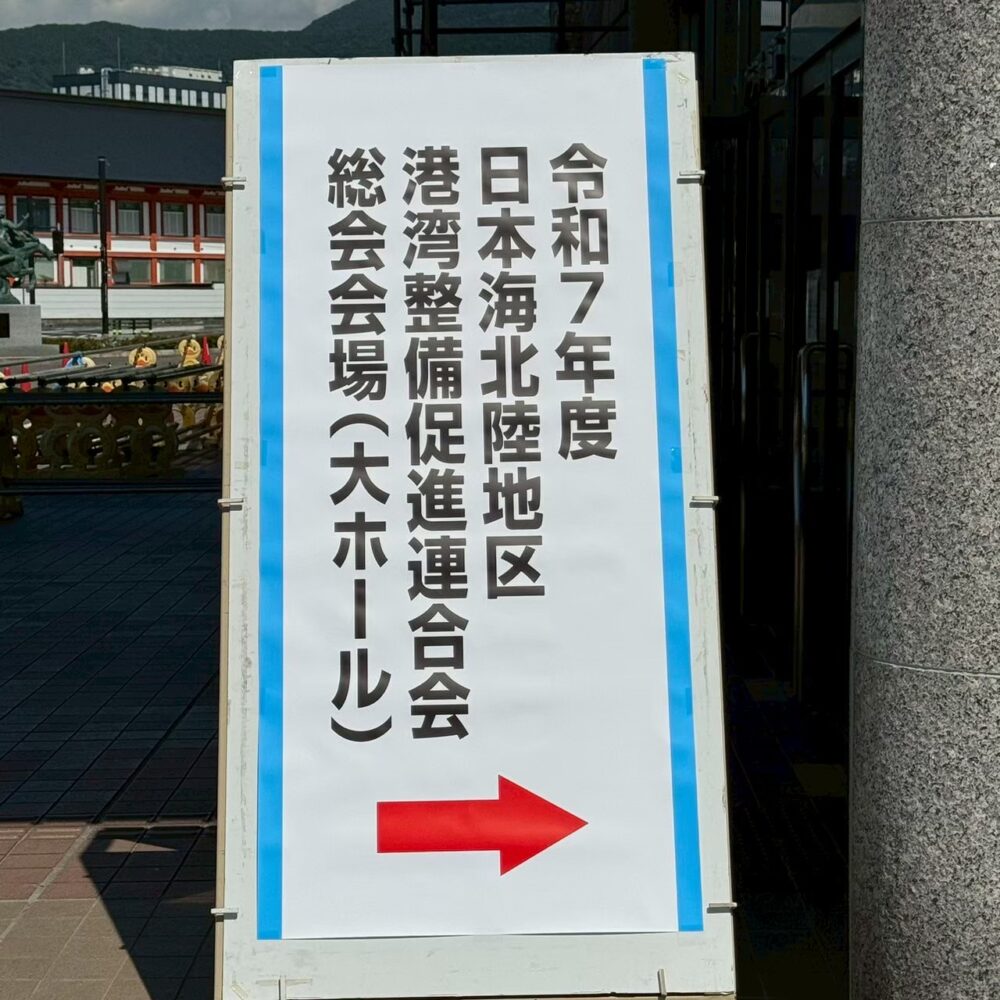 令和7年度
日本海北陸地区
港湾整備促進連合会
総会会場(大ホール)